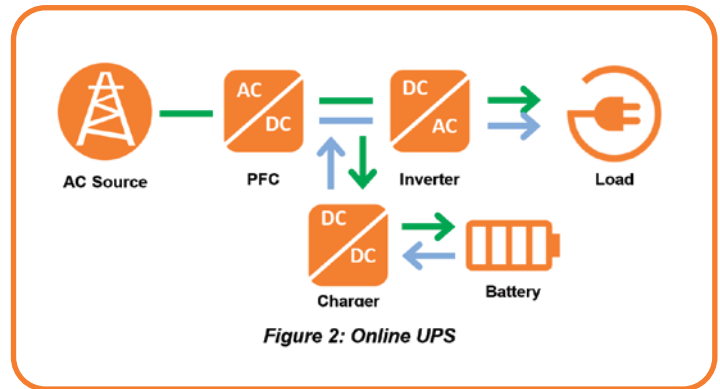 AC
DC
DC
AC
AC Source
PFC
Inverter
Load
DC
DC
Charger
Battery
Figure 2: Online UPS